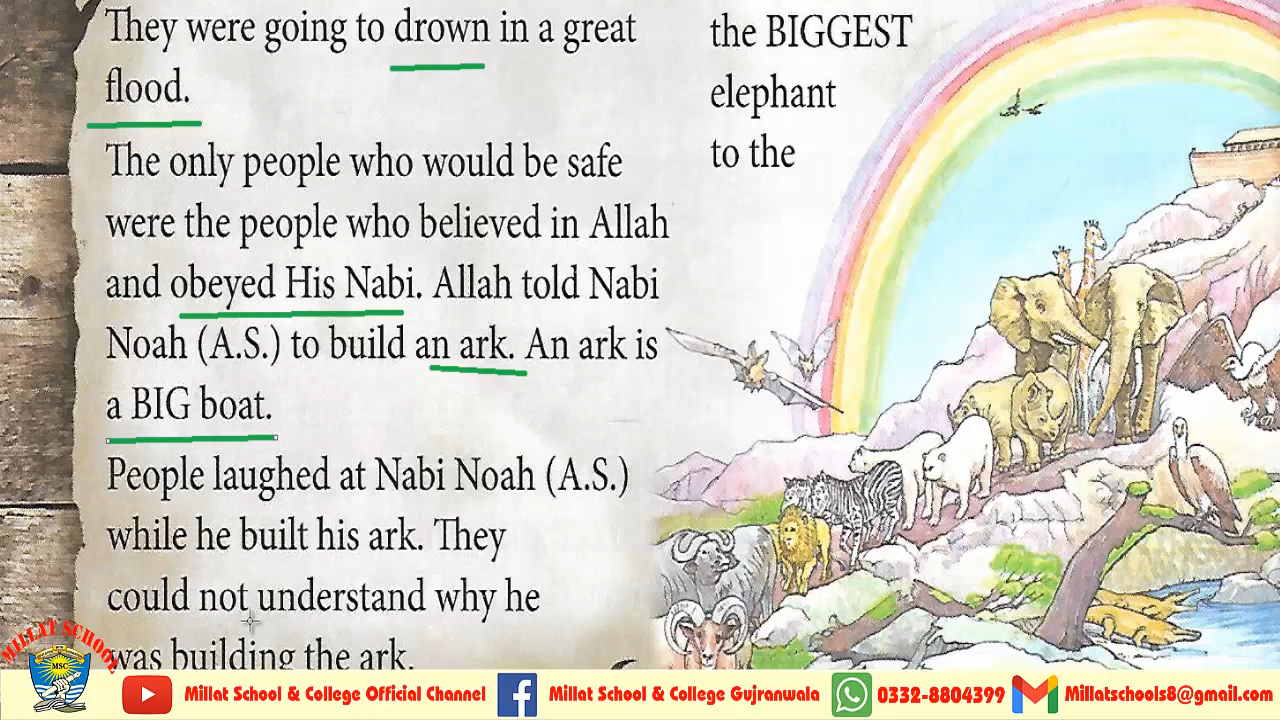 They were going to drown in a great
flood.
The only people who would be safe
were the people who believed in Allah
and obeyed His Nabi. Allah told Nabi
Noah (A.S.) to build an ark. An ark is
a BIG boat.
People laughed at Nabi Noah (A.S.)
while he built his ark. They
could not understand why he
was building the ark.
the BIGGEST
elephant
to the
MILLAT SCHOOL
MSC
Millat School & College Official Channel
Millat School & College Gujranwala
0332-8804399
Millatschools8@gmail.com